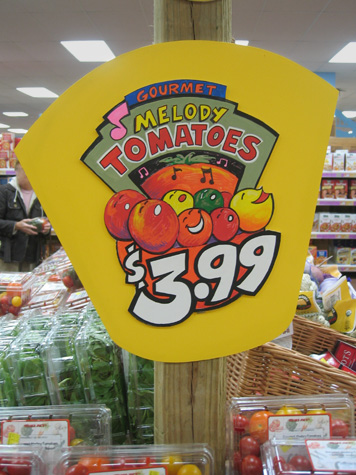 GOURMET
MELODY
TOMATOES
$3.99